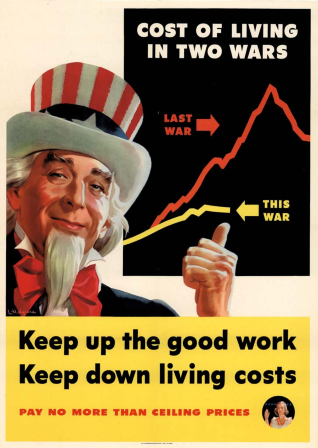 COST OF LIVING
IN TWO WARS
LAST
WAR
THIS
WAR
Keep up the good work
Keep down living costs
PAY NO MORE THAN CEILING PRICES